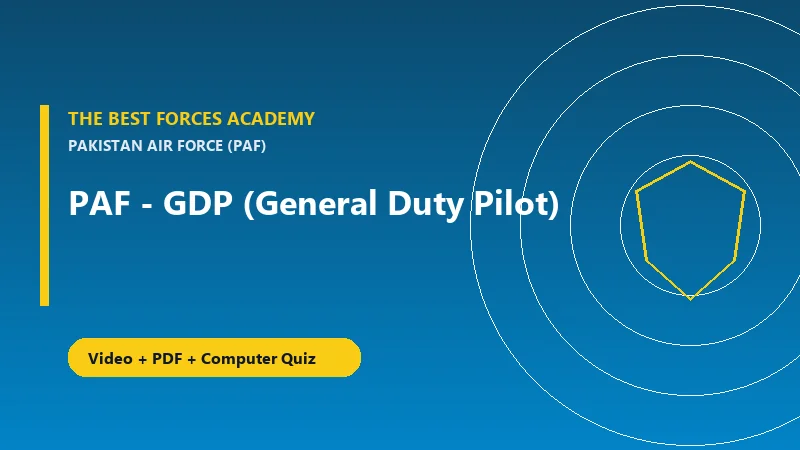 THE BEST FORCES ACADEMY
PAKISTAN AIR FORCE (PAF)
PAF - GDP (General Duty Pilot)
Video + PDF + Computer Quiz